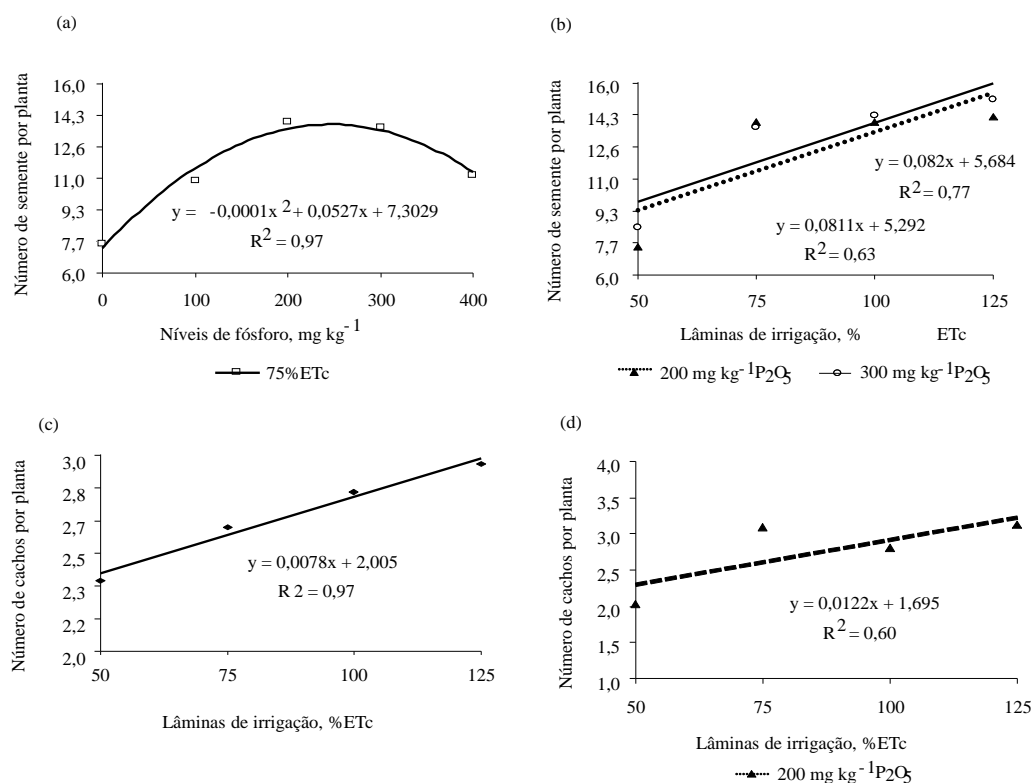 (a)
Número de semente por planta
16,0
14,3
12,6
11,0
9,3
7,7
6,0
y = -0,0001x² + 0,0527x + 7,3029
R² = 0,97
0 100 200 300 400
Níveis de fósforo, mg kg⁻¹
75%ETc
(b)
Número de semente por planta
16,0
14,3
12,6
11,0
9,3
7,7
6,0
y = 0,082x + 5,684
R² = 0,77
y = 0,0811x + 5,292
R² = 0,63
50 75 100 125
Lâminas de irrigação, % ETc
200 mg kg⁻¹P₂O₅ 300 mg kg⁻¹P₂O₅
(c)
Número de cachos por planta
3,0
2,8
2,7
2,5
2,3
2,2
2,0
y = 0,0078x + 2,005
R 2 = 0,97
50 75 100 125
Lâminas de irrigação, %ETc
(d)
Número de cachos por planta
4,0
3,5
3,0
2,5
2,0
1,5
1,0
y = 0,0122x + 1,695
R² = 0,60
50 75 100 125
Lâminas de irrigação, %ETc
200 mg kg⁻¹P₂O₅